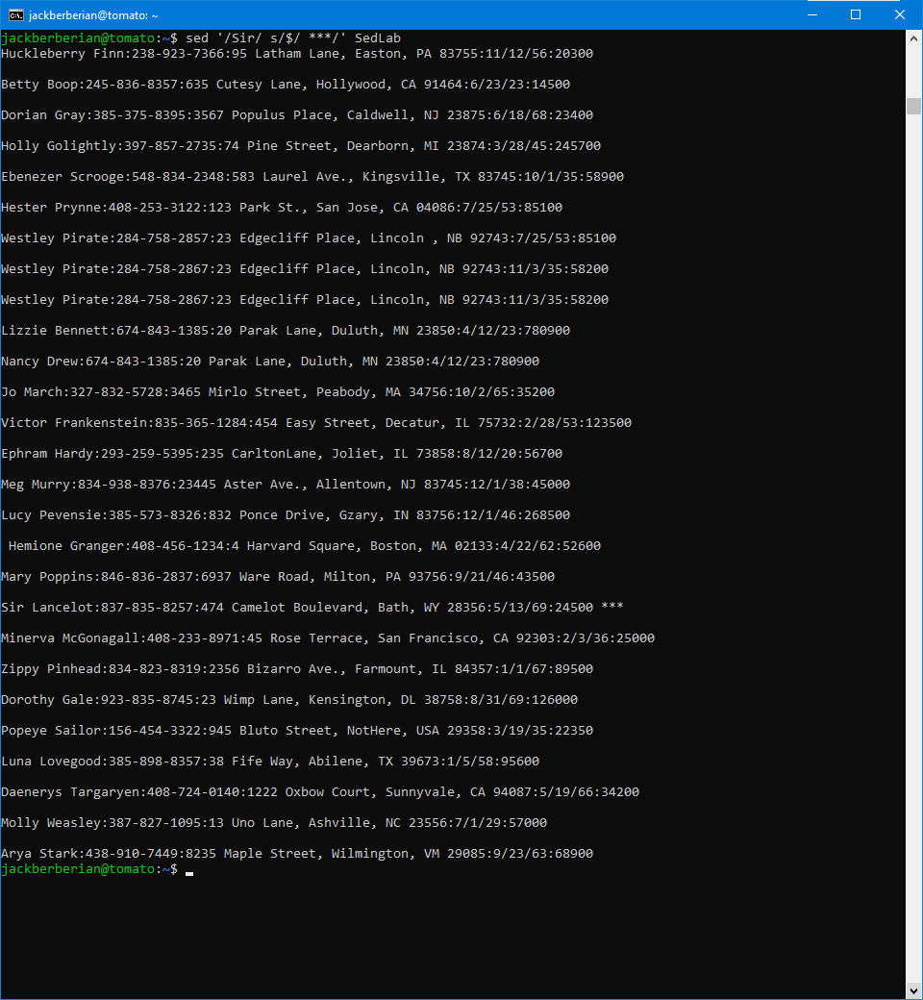 jackberberian@tomato: ~
jackberberian@tomato:~$ sed '/Sir/ s/$/ ***/' SedLab
Huckleberry Finn:238-923-7366:95 Latham Lane, Easton, PA 83755:11/12/56:20300
Betty Boop:245-836-8357:635 Cutesy Lane, Hollywood, CA 91464:6/23/23:14500
Dorian Gray:385-375-8395:3567 Populus Place, Caldwell, NJ 23875:6/18/68:23400
Holly Golightly:397-857-2735:74 Pine Street, Dearborn, MI 23874:3/28/45:245700
Ebenezer Scrooge:548-834-2348:583 Laurel Ave., Kingsville, TX 83745:10/1/35:58900
Hester Prynne:408-253-3122:123 Park St., San Jose, CA 04086:7/25/53:85100
Westley Pirate:284-758-2857:23 Edgecliff Place, Lincoln , NB 92743:7/25/53:85100
Westley Pirate:284-758-2867:23 Edgecliff Place, Lincoln, NB 92743:11/3/35:58200
Westley Pirate:284-758-2867:23 Edgecliff Place, Lincoln, NB 92743:11/3/35:58200
Lizzie Bennett:674-843-1385:20 Parak Lane, Duluth, MN 23850:4/12/23:780900
Nancy Drew:674-843-1385:20 Parak Lane, Duluth, MN 23850:4/12/23:780900
Jo March:327-832-5728:3465 Mirlo Street, Peabody, MA 34756:10/2/65:35200
Victor Frankenstein:835-365-1284:454 Easy Street, Decatur, IL 75732:2/28/53:123500
Ephram Hardy:293-259-5395:235 CarltonLane, Joliet, IL 73858:8/12/20:56700
Meg Murry:834-938-8376:23445 Aster Ave., Allentown, NJ 83745:12/1/38:45000
Lucy Pevensie:385-573-8326:832 Ponce Drive, Gzary, IN 83756:12/1/46:268500
 Hemione Granger:408-456-1234:4 Harvard Square, Boston, MA 02133:4/22/62:52600
Mary Poppins:846-836-2837:6937 Ware Road, Milton, PA 93756:9/21/46:43500
Sir Lancelot:837-835-8257:474 Camelot Boulevard, Bath, WY 28356:5/13/69:24500 ***
Minerva McGonagall:408-233-8971:45 Rose Terrace, San Francisco, CA 92303:2/3/36:25000
Zippy Pinhead:834-823-8319:2356 Bizarro Ave., Farmount, IL 84357:1/1/67:89500
Dorothy Gale:923-835-8745:23 Wimp Lane, Kensington, DL 38758:8/31/69:126000
Popeye Sailor:156-454-3322:945 Bluto Street, NotHere, USA 29358:3/19/35:22350
Luna Lovegood:385-898-8357:38 Fife Way, Abilene, TX 39673:1/5/58:95600
Daenerys Targaryen:408-724-0140:1222 Oxbow Court, Sunnyvale, CA 94087:5/19/66:34200
Molly Weasley:387-827-1095:13 Uno Lane, Ashville, NC 23556:7/1/29:57000
Arya Stark:438-910-7449:8235 Maple Street, Wilmington, VM 29085:9/23/63:68900
jackberberian@tomato:~$